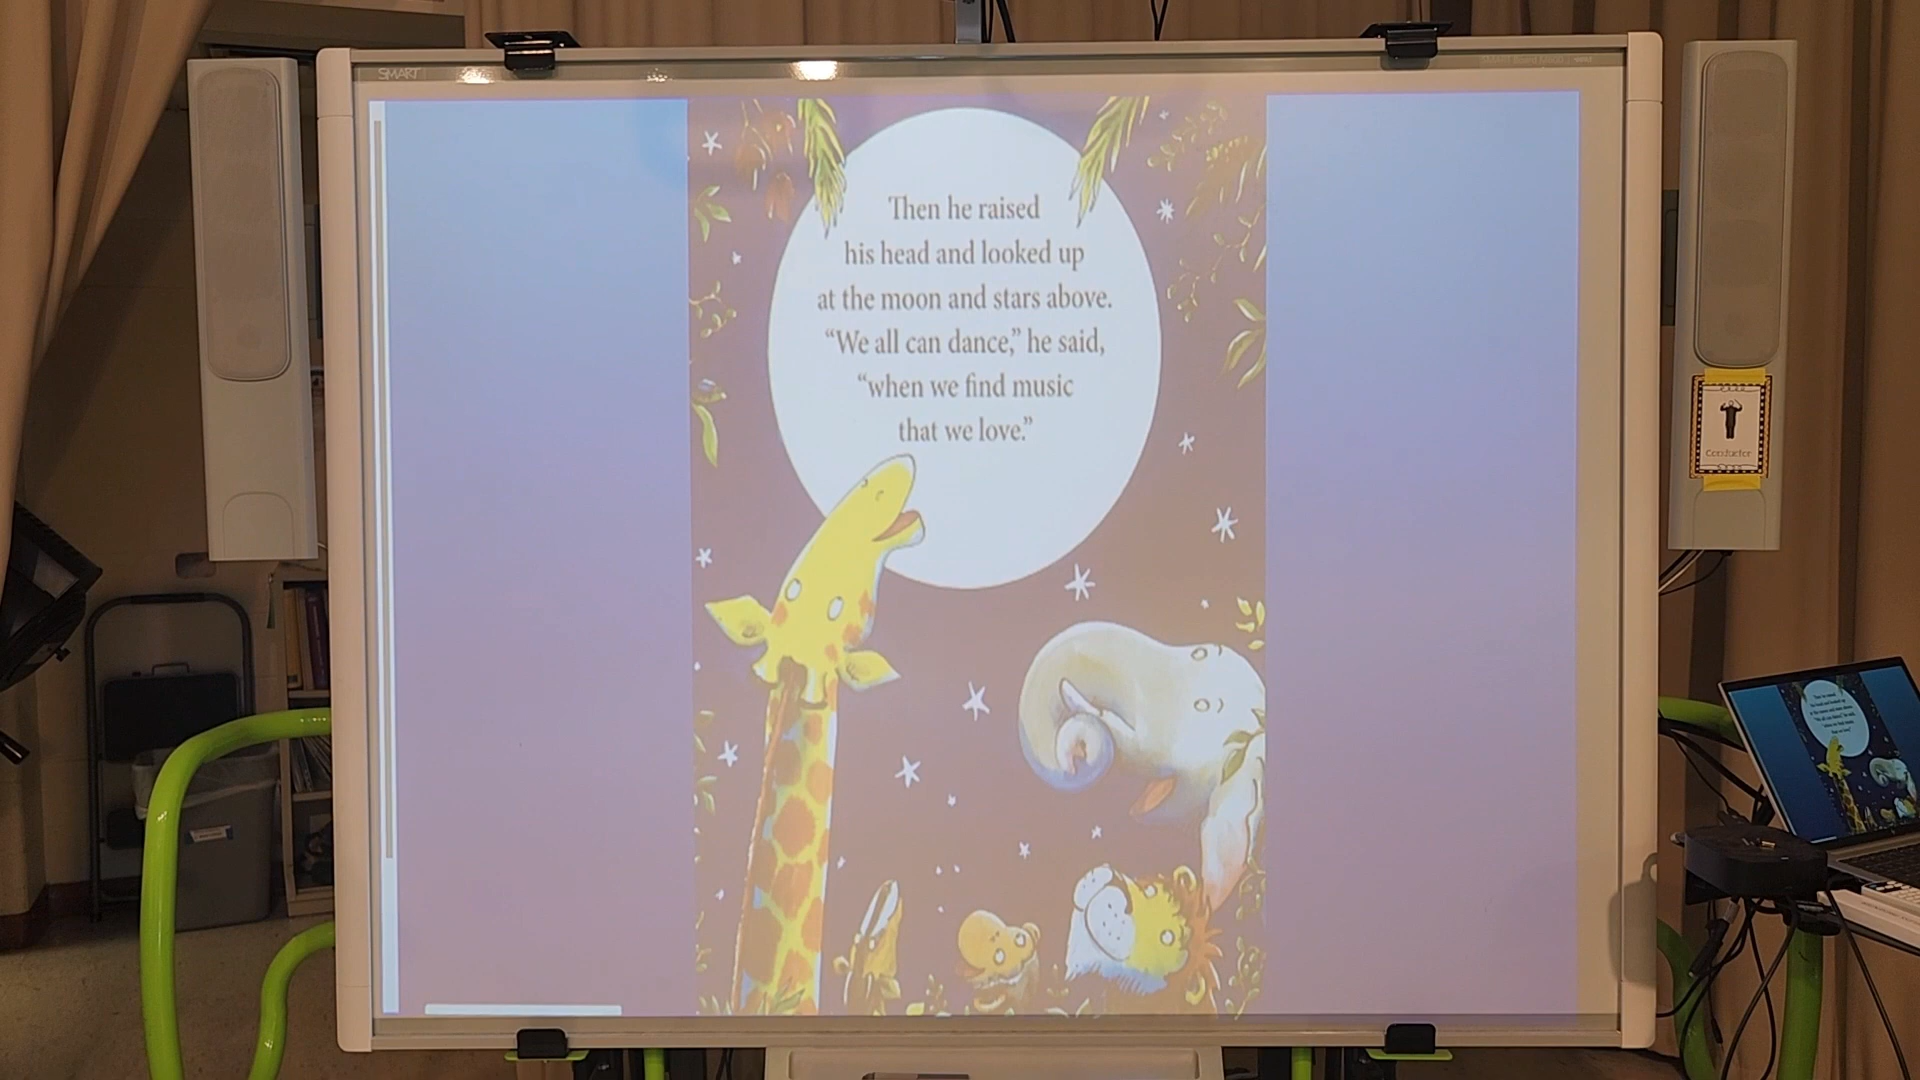 SMART
Then he raised
his head and looked up
at the moon and stars above.
“We all can dance,” he said,
“when we find music
that we love.”
Conductor